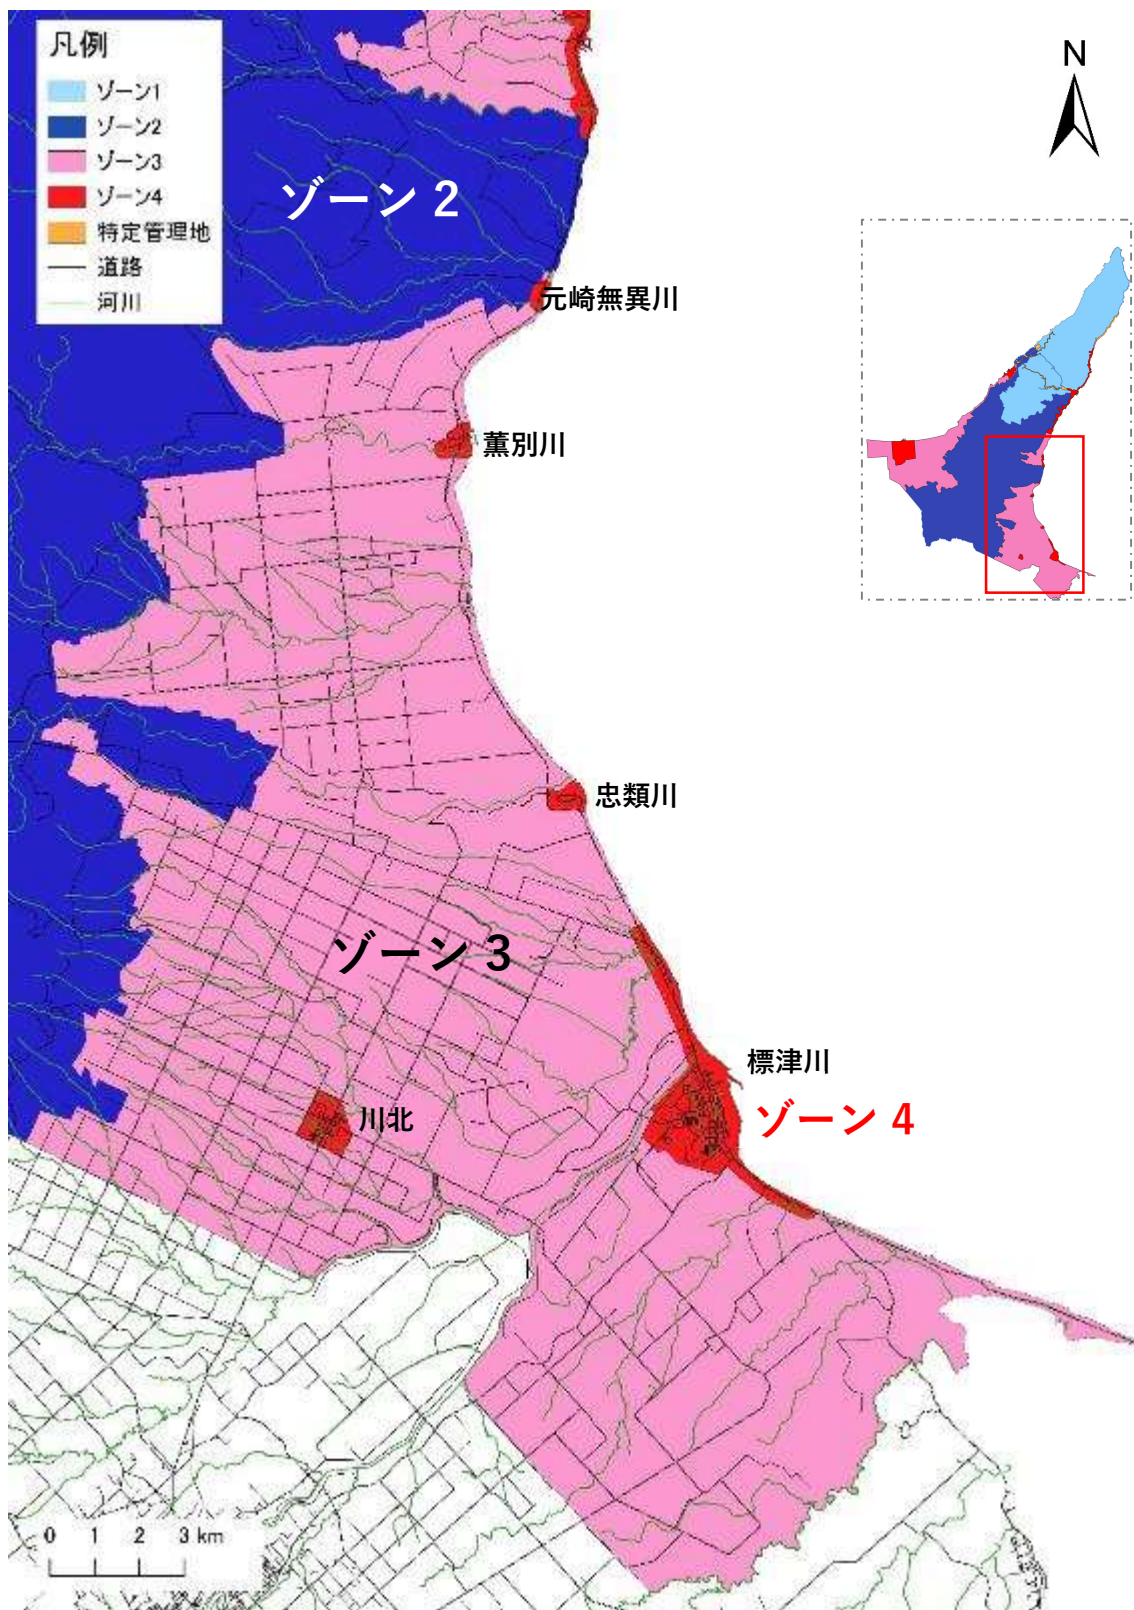 凡例
ゾーン1
ゾーン2
ゾーン3
ゾーン4
特定管理地
道路
河川
N
ゾーン 2
元崎無異川
薫別川
忠類川
ゾーン 3
標津川
ゾーン 4
川北
0 1 2 3 km